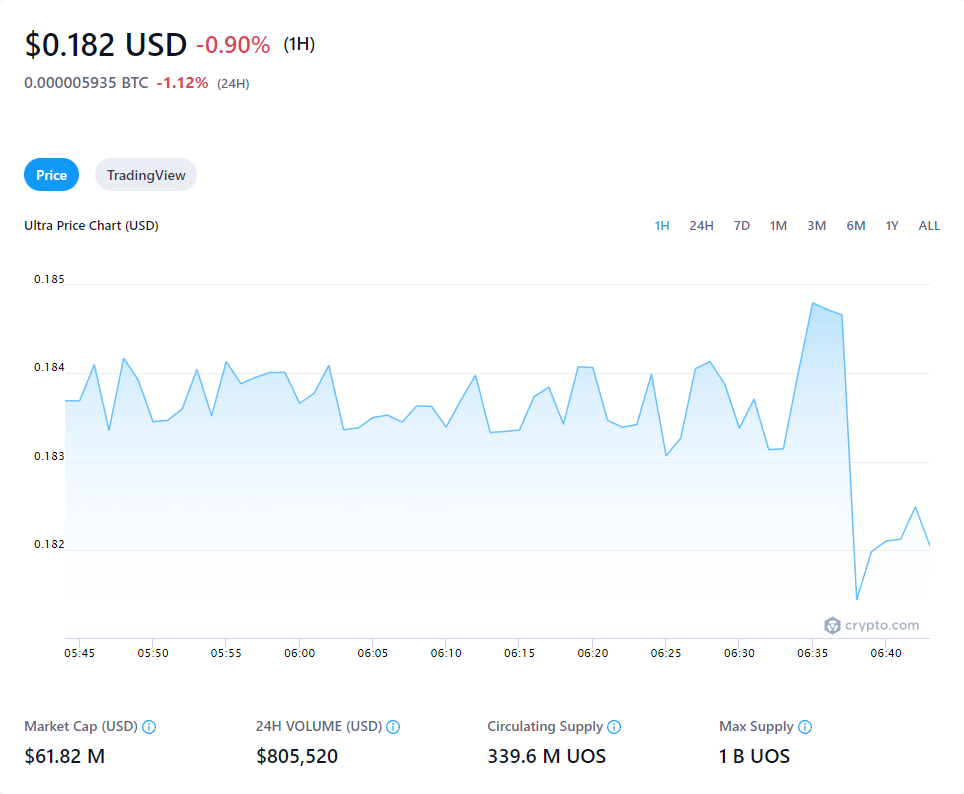 $0.182 USD -0.90% (1H)
0.000005935 BTC -1.12% (24H)
Price TradingView
Ultra Price Chart (USD) 1H 24H 7D 1M 3M 6M 1Y ALL
0.185
0.184
0.183
0.182
crypto.com
05:45 05:50 05:55 06:00 06:05 06:10 06:15 06:20 06:25 06:30 06:35 06:40
Market Cap (USD) 24H VOLUME (USD) Circulating Supply Max Supply
$61.82 M $805,520 339.6 M UOS 1 B UOS